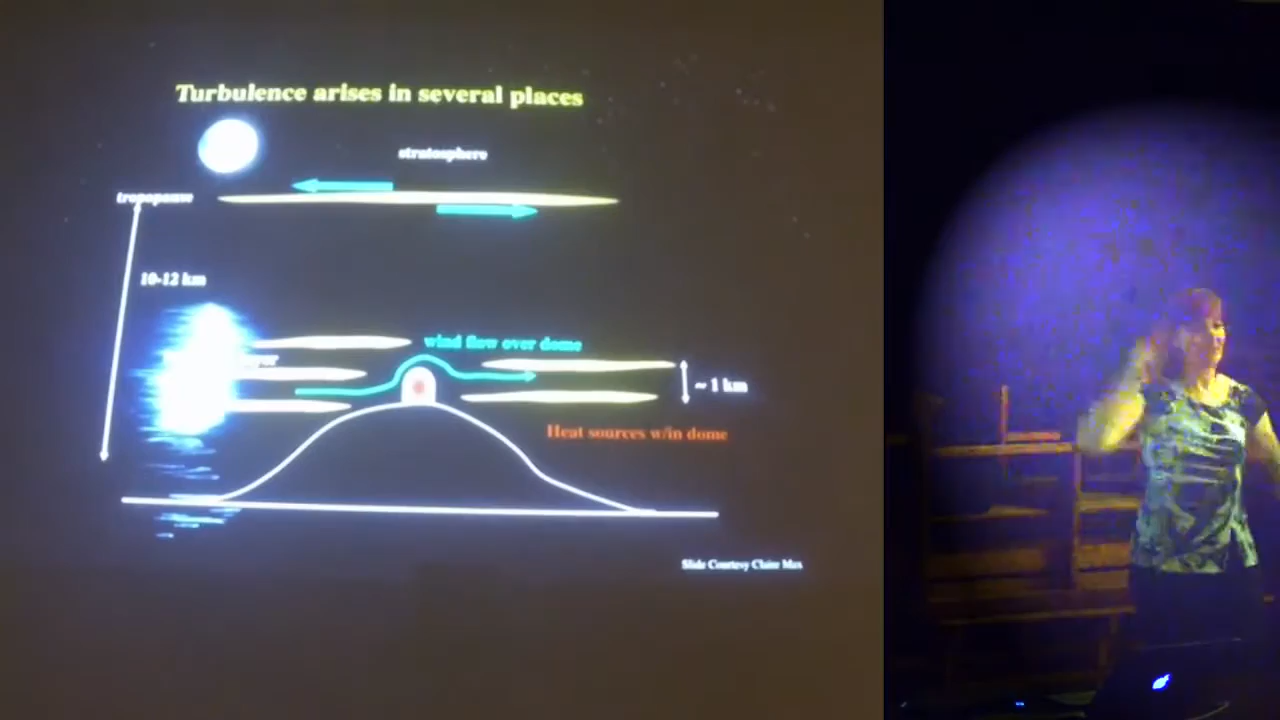 Turbulence arises in several places
stratosphere
tropopause
10-12 km
wind flow over dome
~ 1 km
Heat sources w/in dome
Slide Courtesy Claire Max